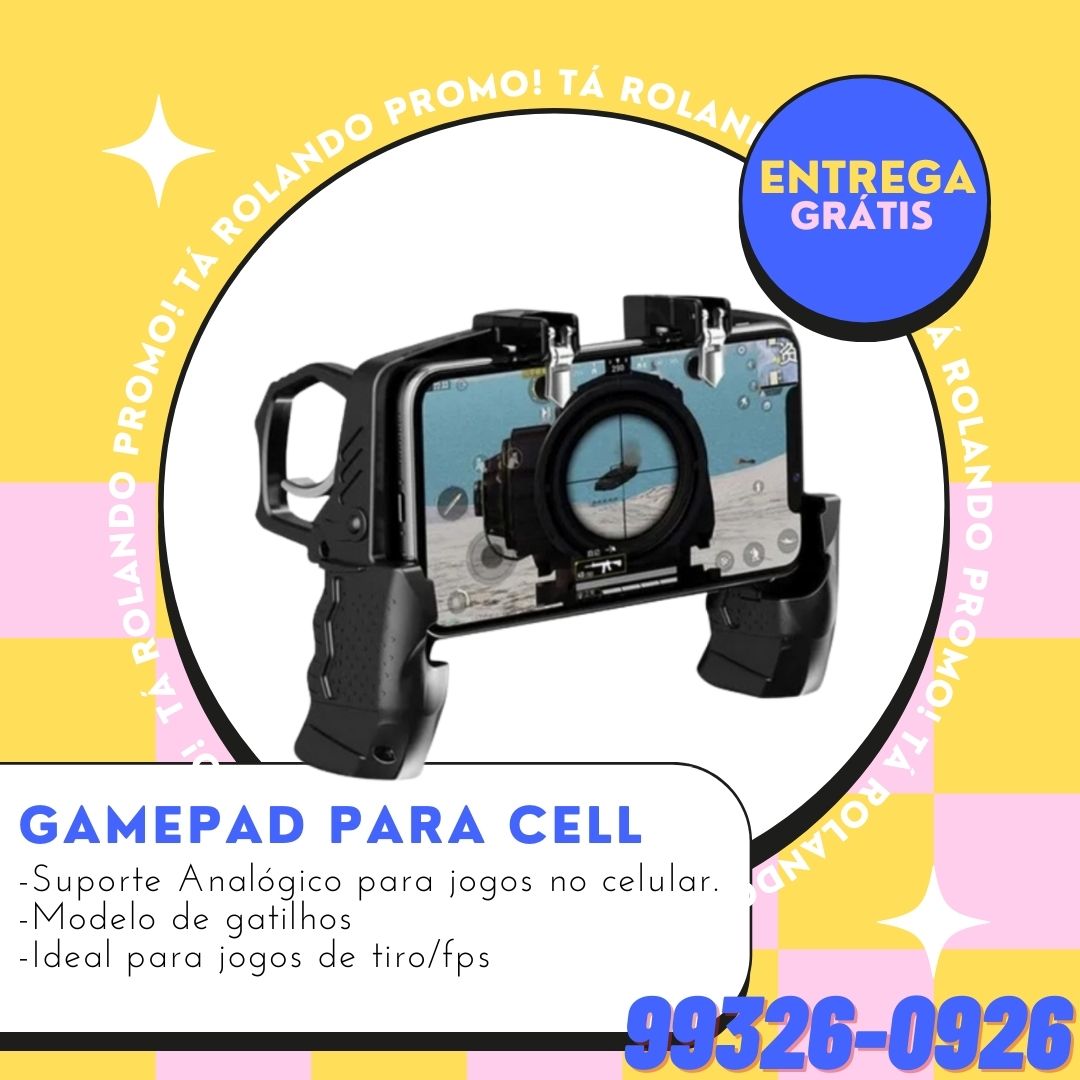 TÁ ROLANDO PROMO! TÁ ROLANDO PROMO! TÁ ROLANDO PROMO! TÁ ROLAN
Á ROLANDO PROMO! TÁ ROLANDO
ENTREGA
GRÁTIS
GAMEPAD PARA CELL
-Suporte Analógico para jogos no celular.
-Modelo de gatilhos
-Ideal para jogos de tiro/fps
99326-0926